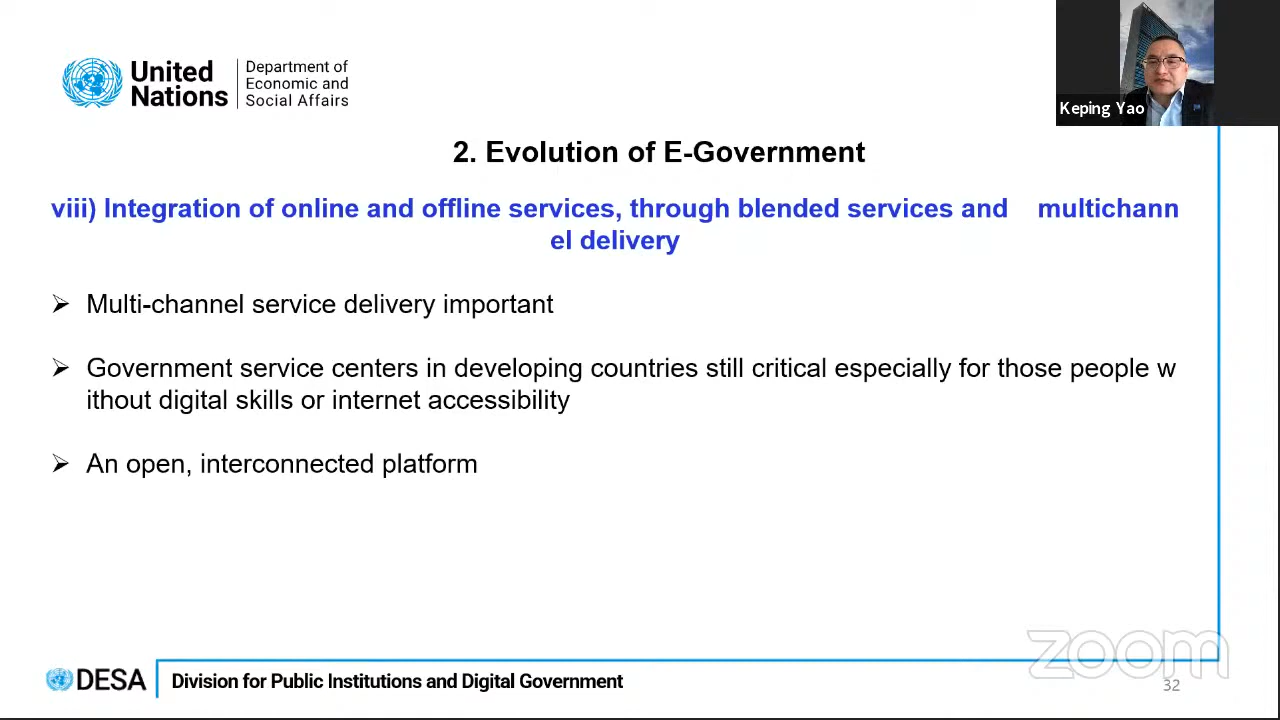 United
Nations
Department of
Economic and
Social Affairs
Keping Yao
2. Evolution of E-Government
viii) Integration of online and offline services, through blended services and multichann
el delivery
➢ Multi-channel service delivery important
➢ Government service centers in developing countries still critical especially for those people w
ithout digital skills or internet accessibility
➢ An open, interconnected platform
zoom
DESA
Division for Public Institutions and Digital Government
32